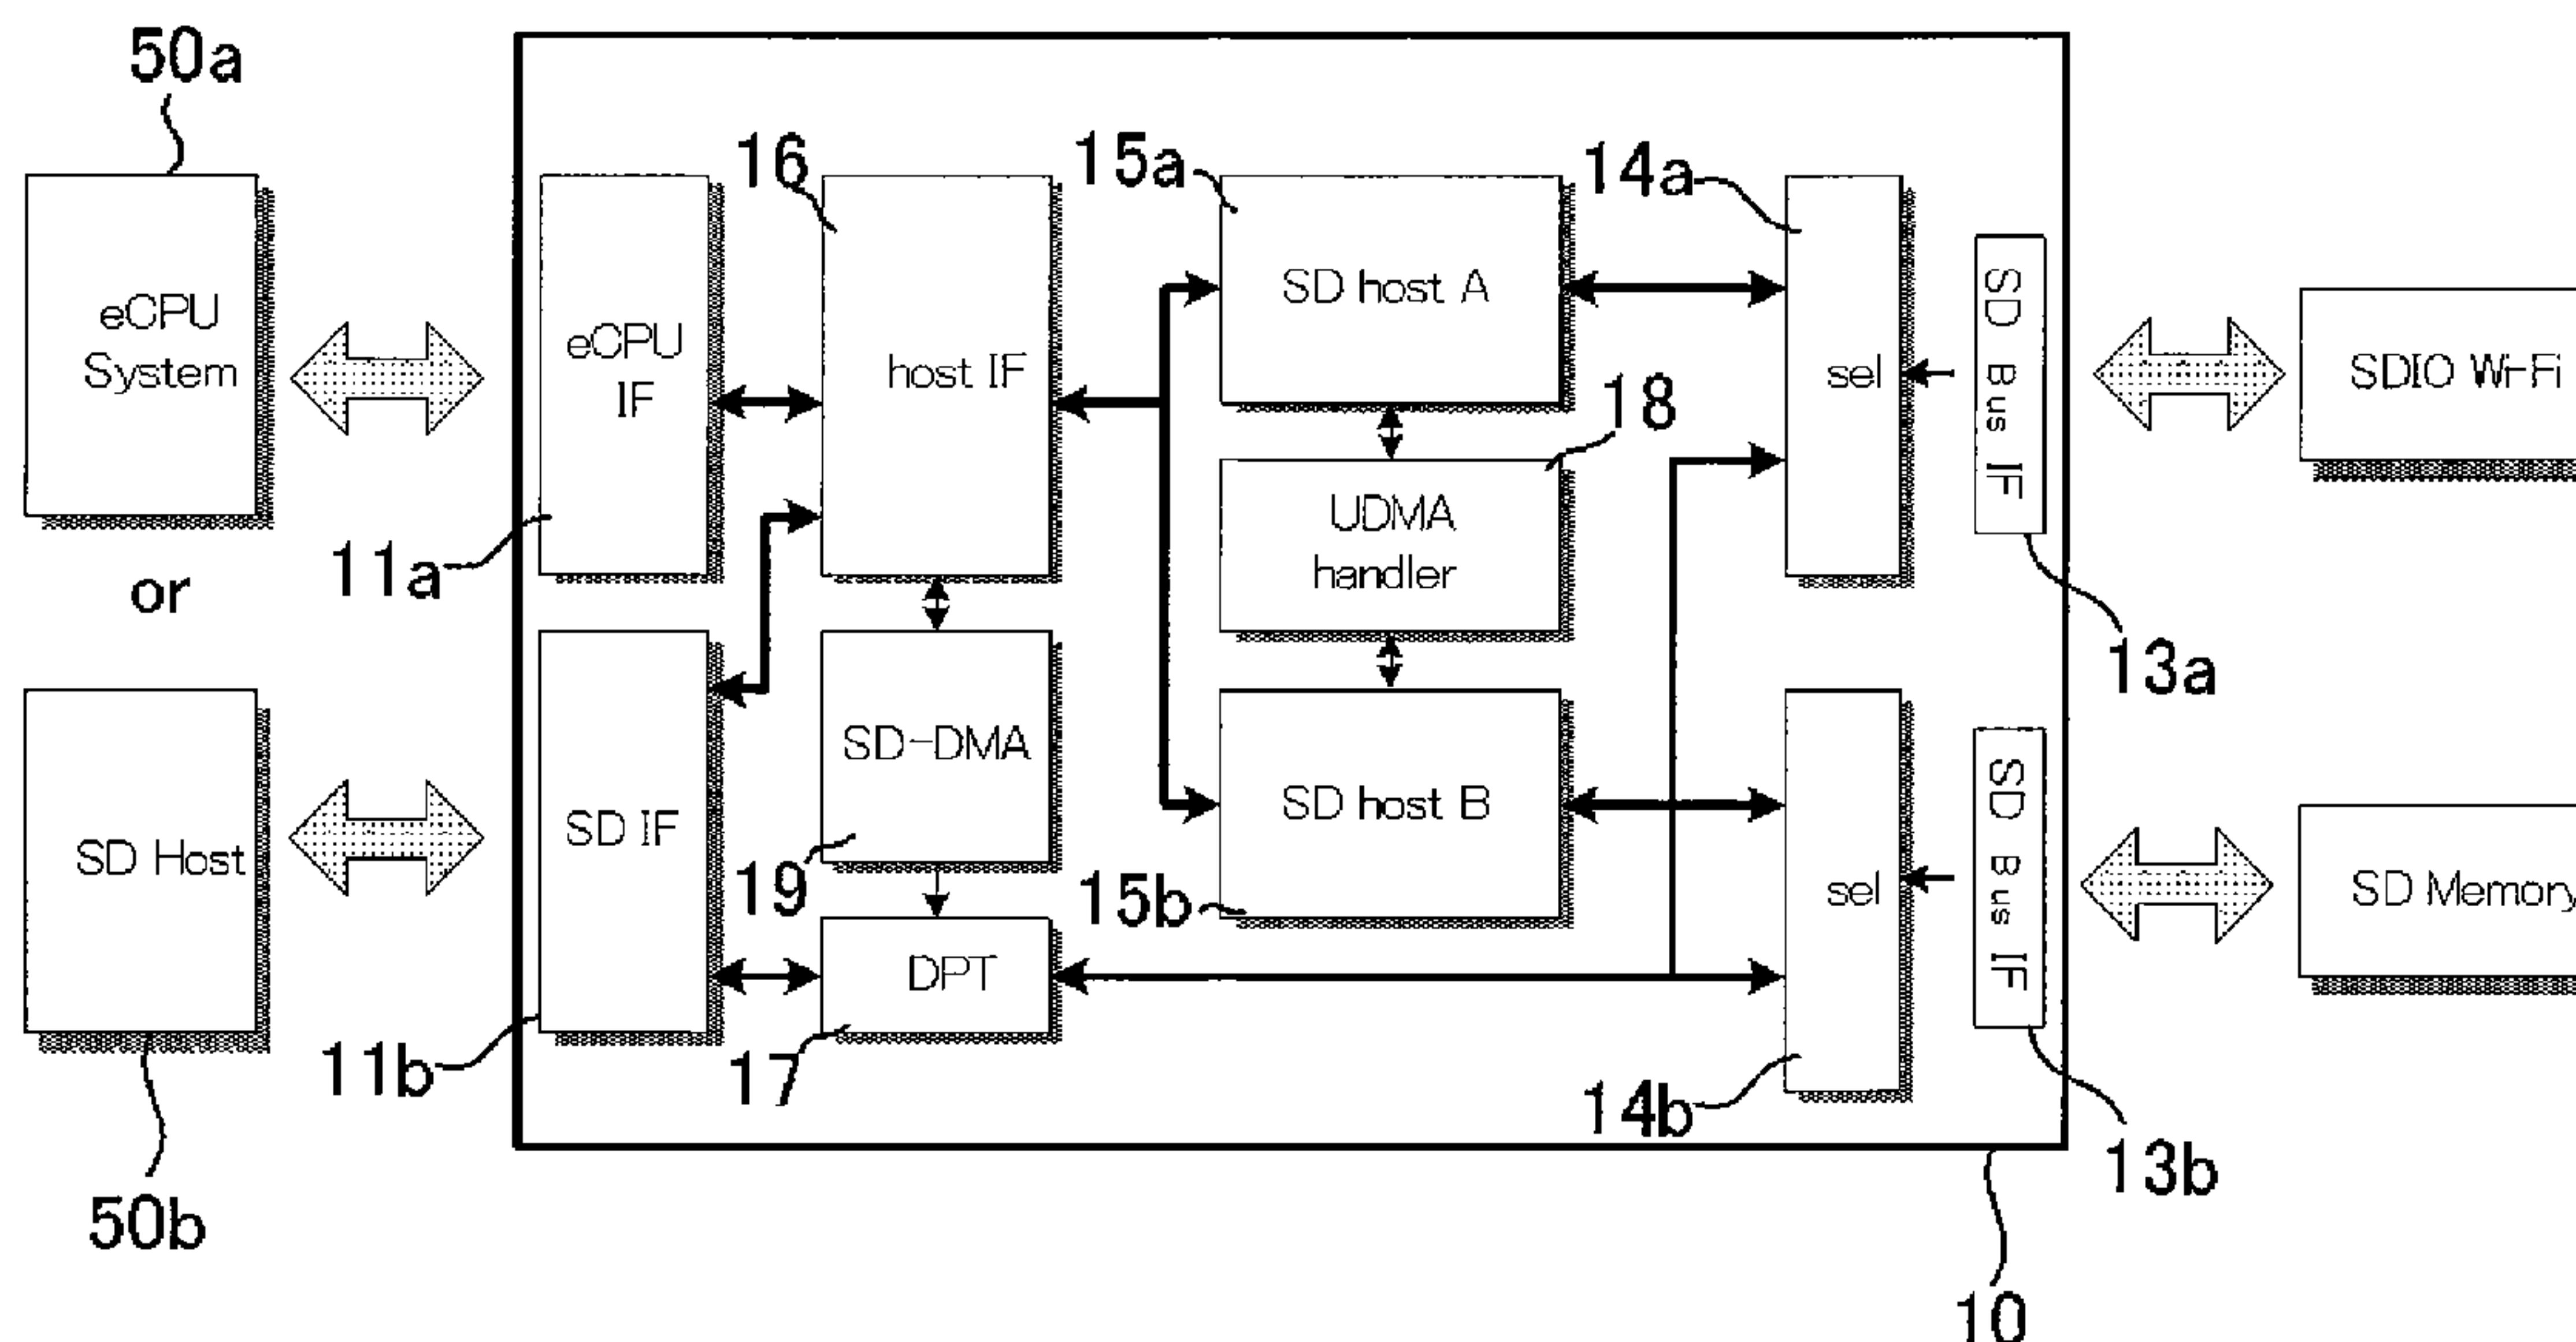 50a
eCPU
System
or
SD Host
50b
11a
11b
eCPU
IF
SD IF
16
host IF
SD-DMA
19
DPT
17
15a
SD host A
18
UDMA
handler
SD host B
15b
14a
sel
sel
14b
SD Bus IF
13a
SD Bus IF
13b
10
SDIO Wi-Fi
SD Memory